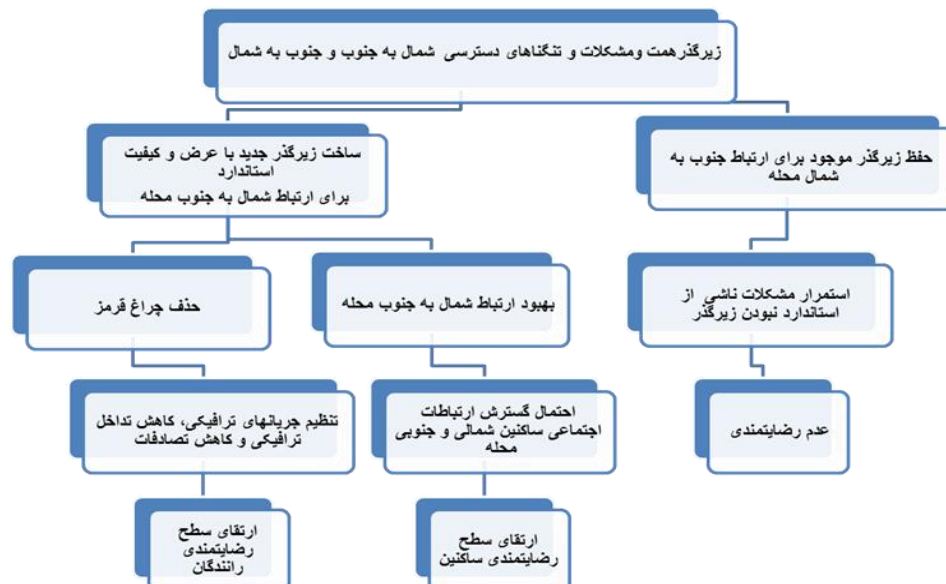 زیرگذرهمت ومشکلات و تنگناهای دسترسی شمال به جنوب و جنوب به شمال
حفظ زیرگذر موجود برای ارتباط جنوب به
شمال محله
ساخت زیرگذر جدید با عرض و کیفیت
استاندارد
برای ارتباط شمال به جنوب محله
استمرار مشکلات ناشی از
استاندارد نبودن زیرگذر
بهبود ارتباط شمال به جنوب محله
حذف چراغ قرمز
عدم رضایتمندی
احتمال گسترش ارتباطات
اجتماعی ساکنین شمالی و جنوبی
محله
تنظیم جریانهای ترافیکی، کاهش تداخل
ترافیکی و کاهش تصادفات
ارتقای سطح
رضایتمندی ساکنین
ارتقای سطح
رضایتمندی
رانندگان